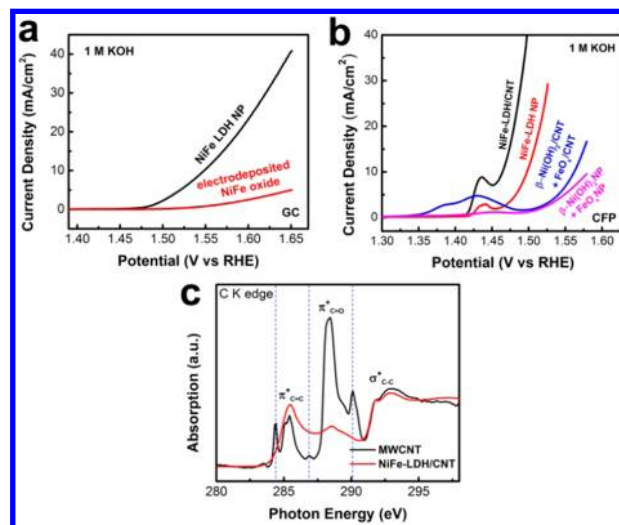 a
1 M KOH
NiFe LDH NP
electrodeposited
NiFe oxide
GC
Current Density (mA/cm²)
40
30
20
10
0
1.40 1.45 1.50 1.55 1.60 1.65
Potential (V vs RHE)
b
1 M KOH
NiFe-LDH/CNT
NiFe-LDH NP
β-Ni(OH)₂/CNT
+ FeOₓ/CNT
β-Ni(OH)₂NP
+ FeOₓNP
CFP
Current Density (mA/cm²)
40
30
20
10
0
1.30 1.35 1.40 1.45 1.50 1.55 1.60
Potential (V vs RHE)
c
C K edge
π*C=C
π*C=O
σ*C-C
MWCNT
NiFe-LDH/CNT
Absorption (a.u.)
280 285 290 295
Photon Energy (eV)